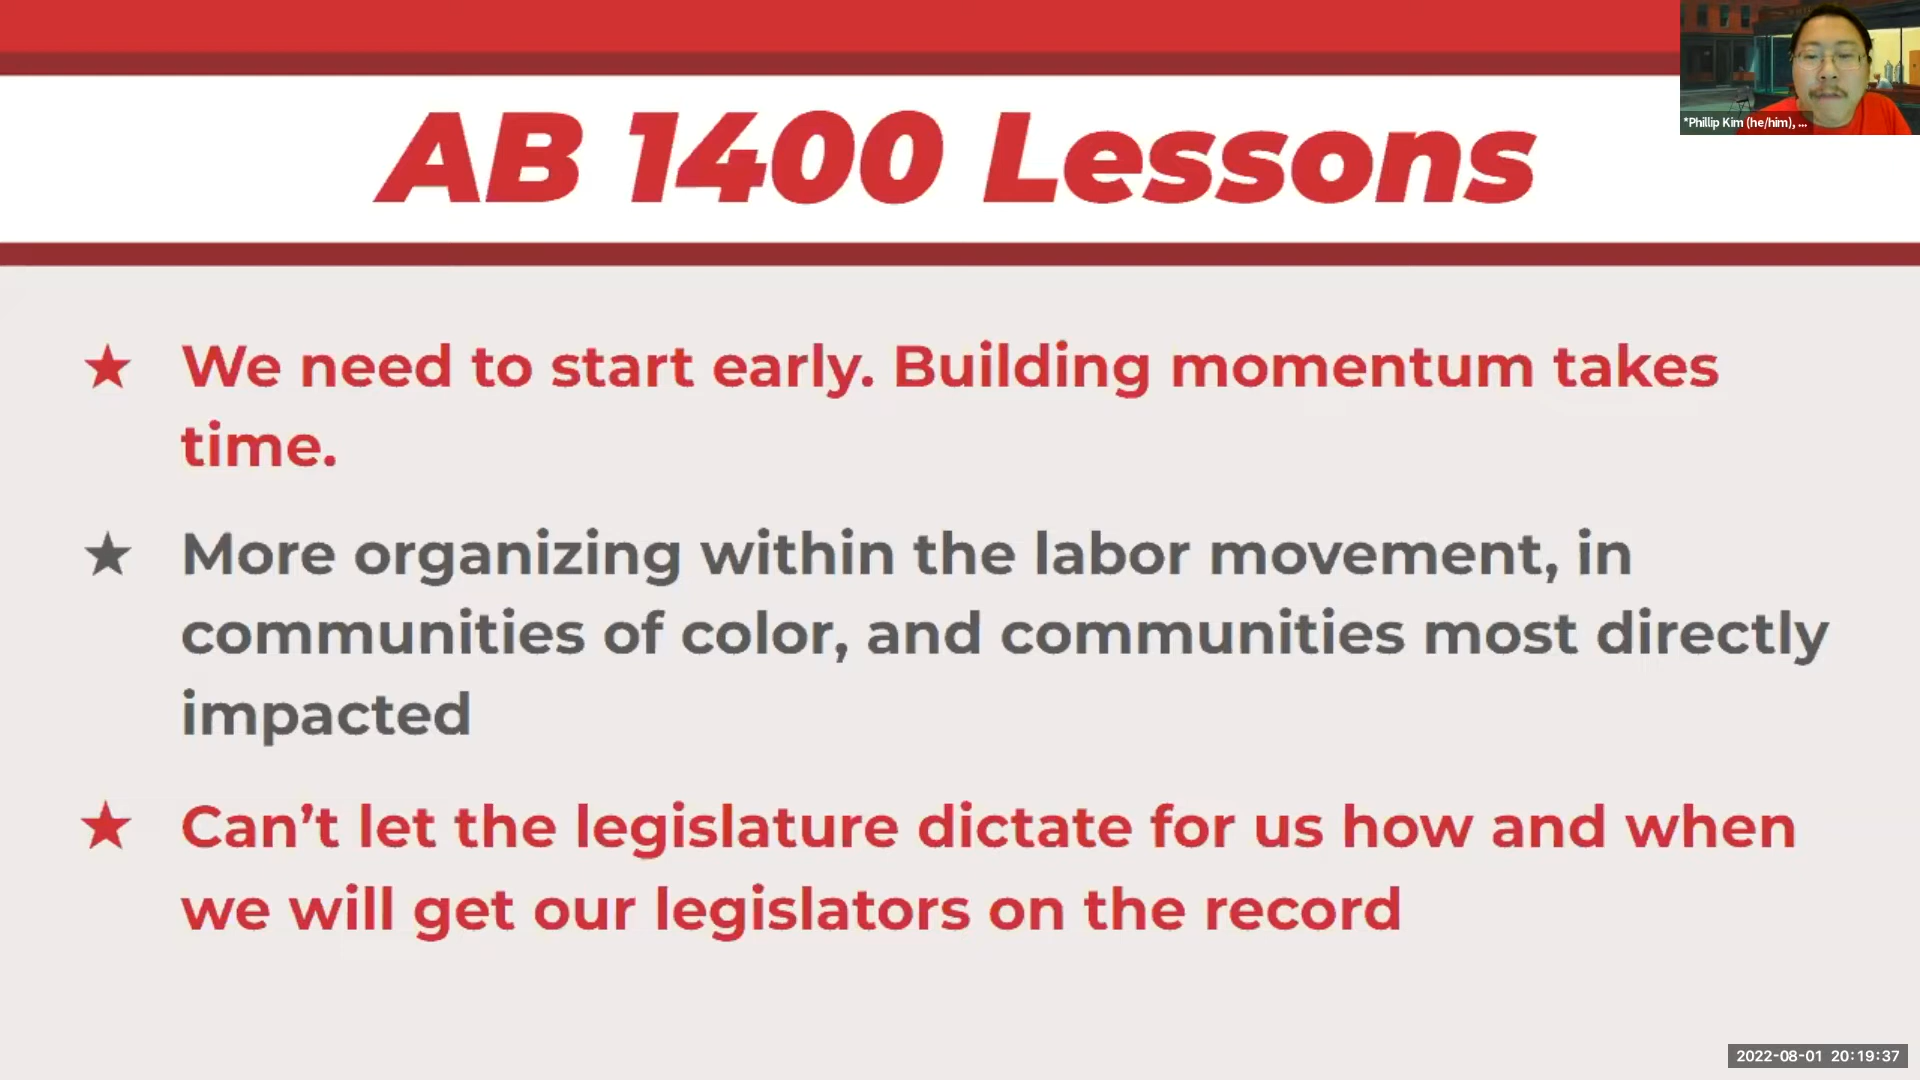 AB 1400 Lessons
*Phillip Kim (he/him), ...
★ We need to start early. Building momentum takes
time.
★ More organizing within the labor movement, in
communities of color, and communities most directly
impacted
★ Can’t let the legislature dictate for us how and when
we will get our legislators on the record
2022-08-01 20:19:37